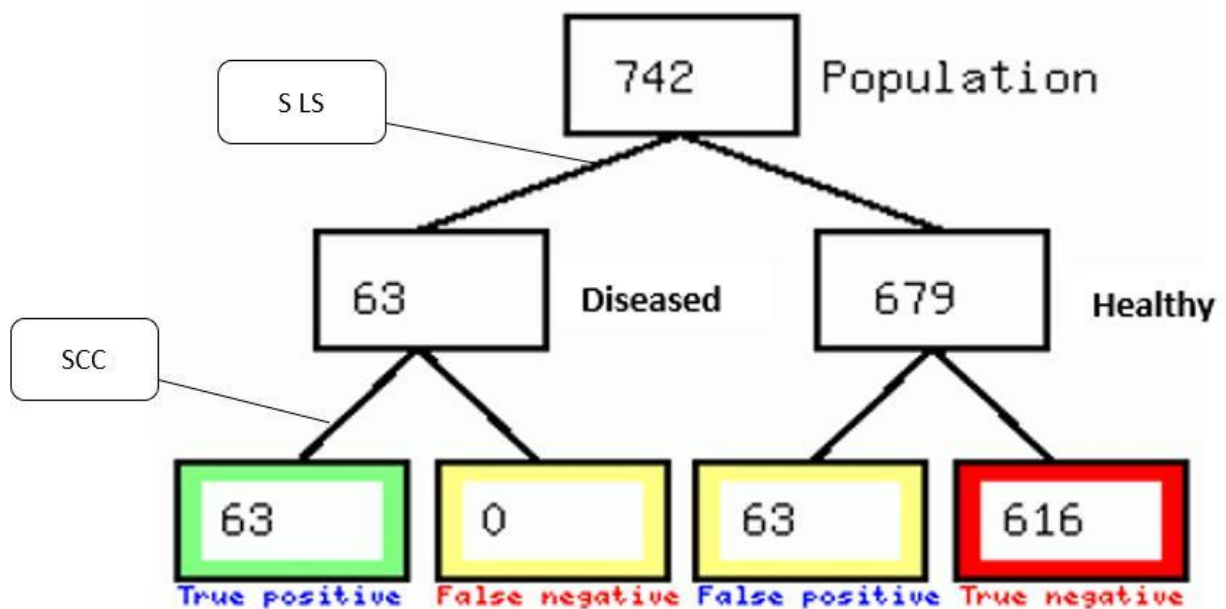 742 Population
S LS
63 Diseased
679 Healthy
SCC
63
0
63
616
True positive
False negative
False positive
True negative